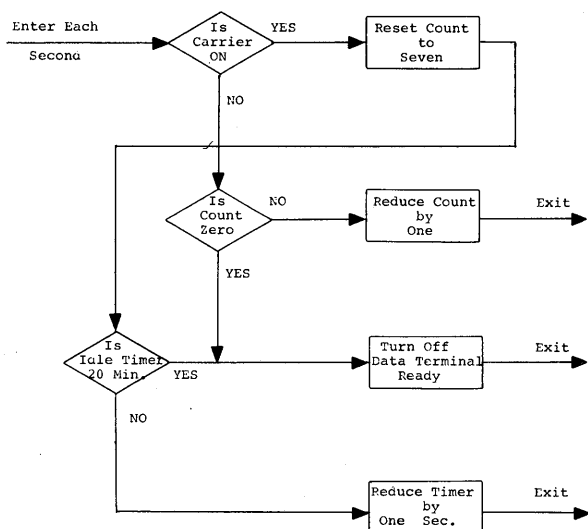 Enter Each
Second
Is
Carrier
ON
YES
Reset Count
to
Seven
NO
Is
Count
Zero
NO
Reduce Count
by
One
Exit
YES
Is
Idle Timer
20 Min.
YES
Turn Off
Data Terminal
Ready
Exit
NO
Reduce Timer
by
One Sec.
Exit